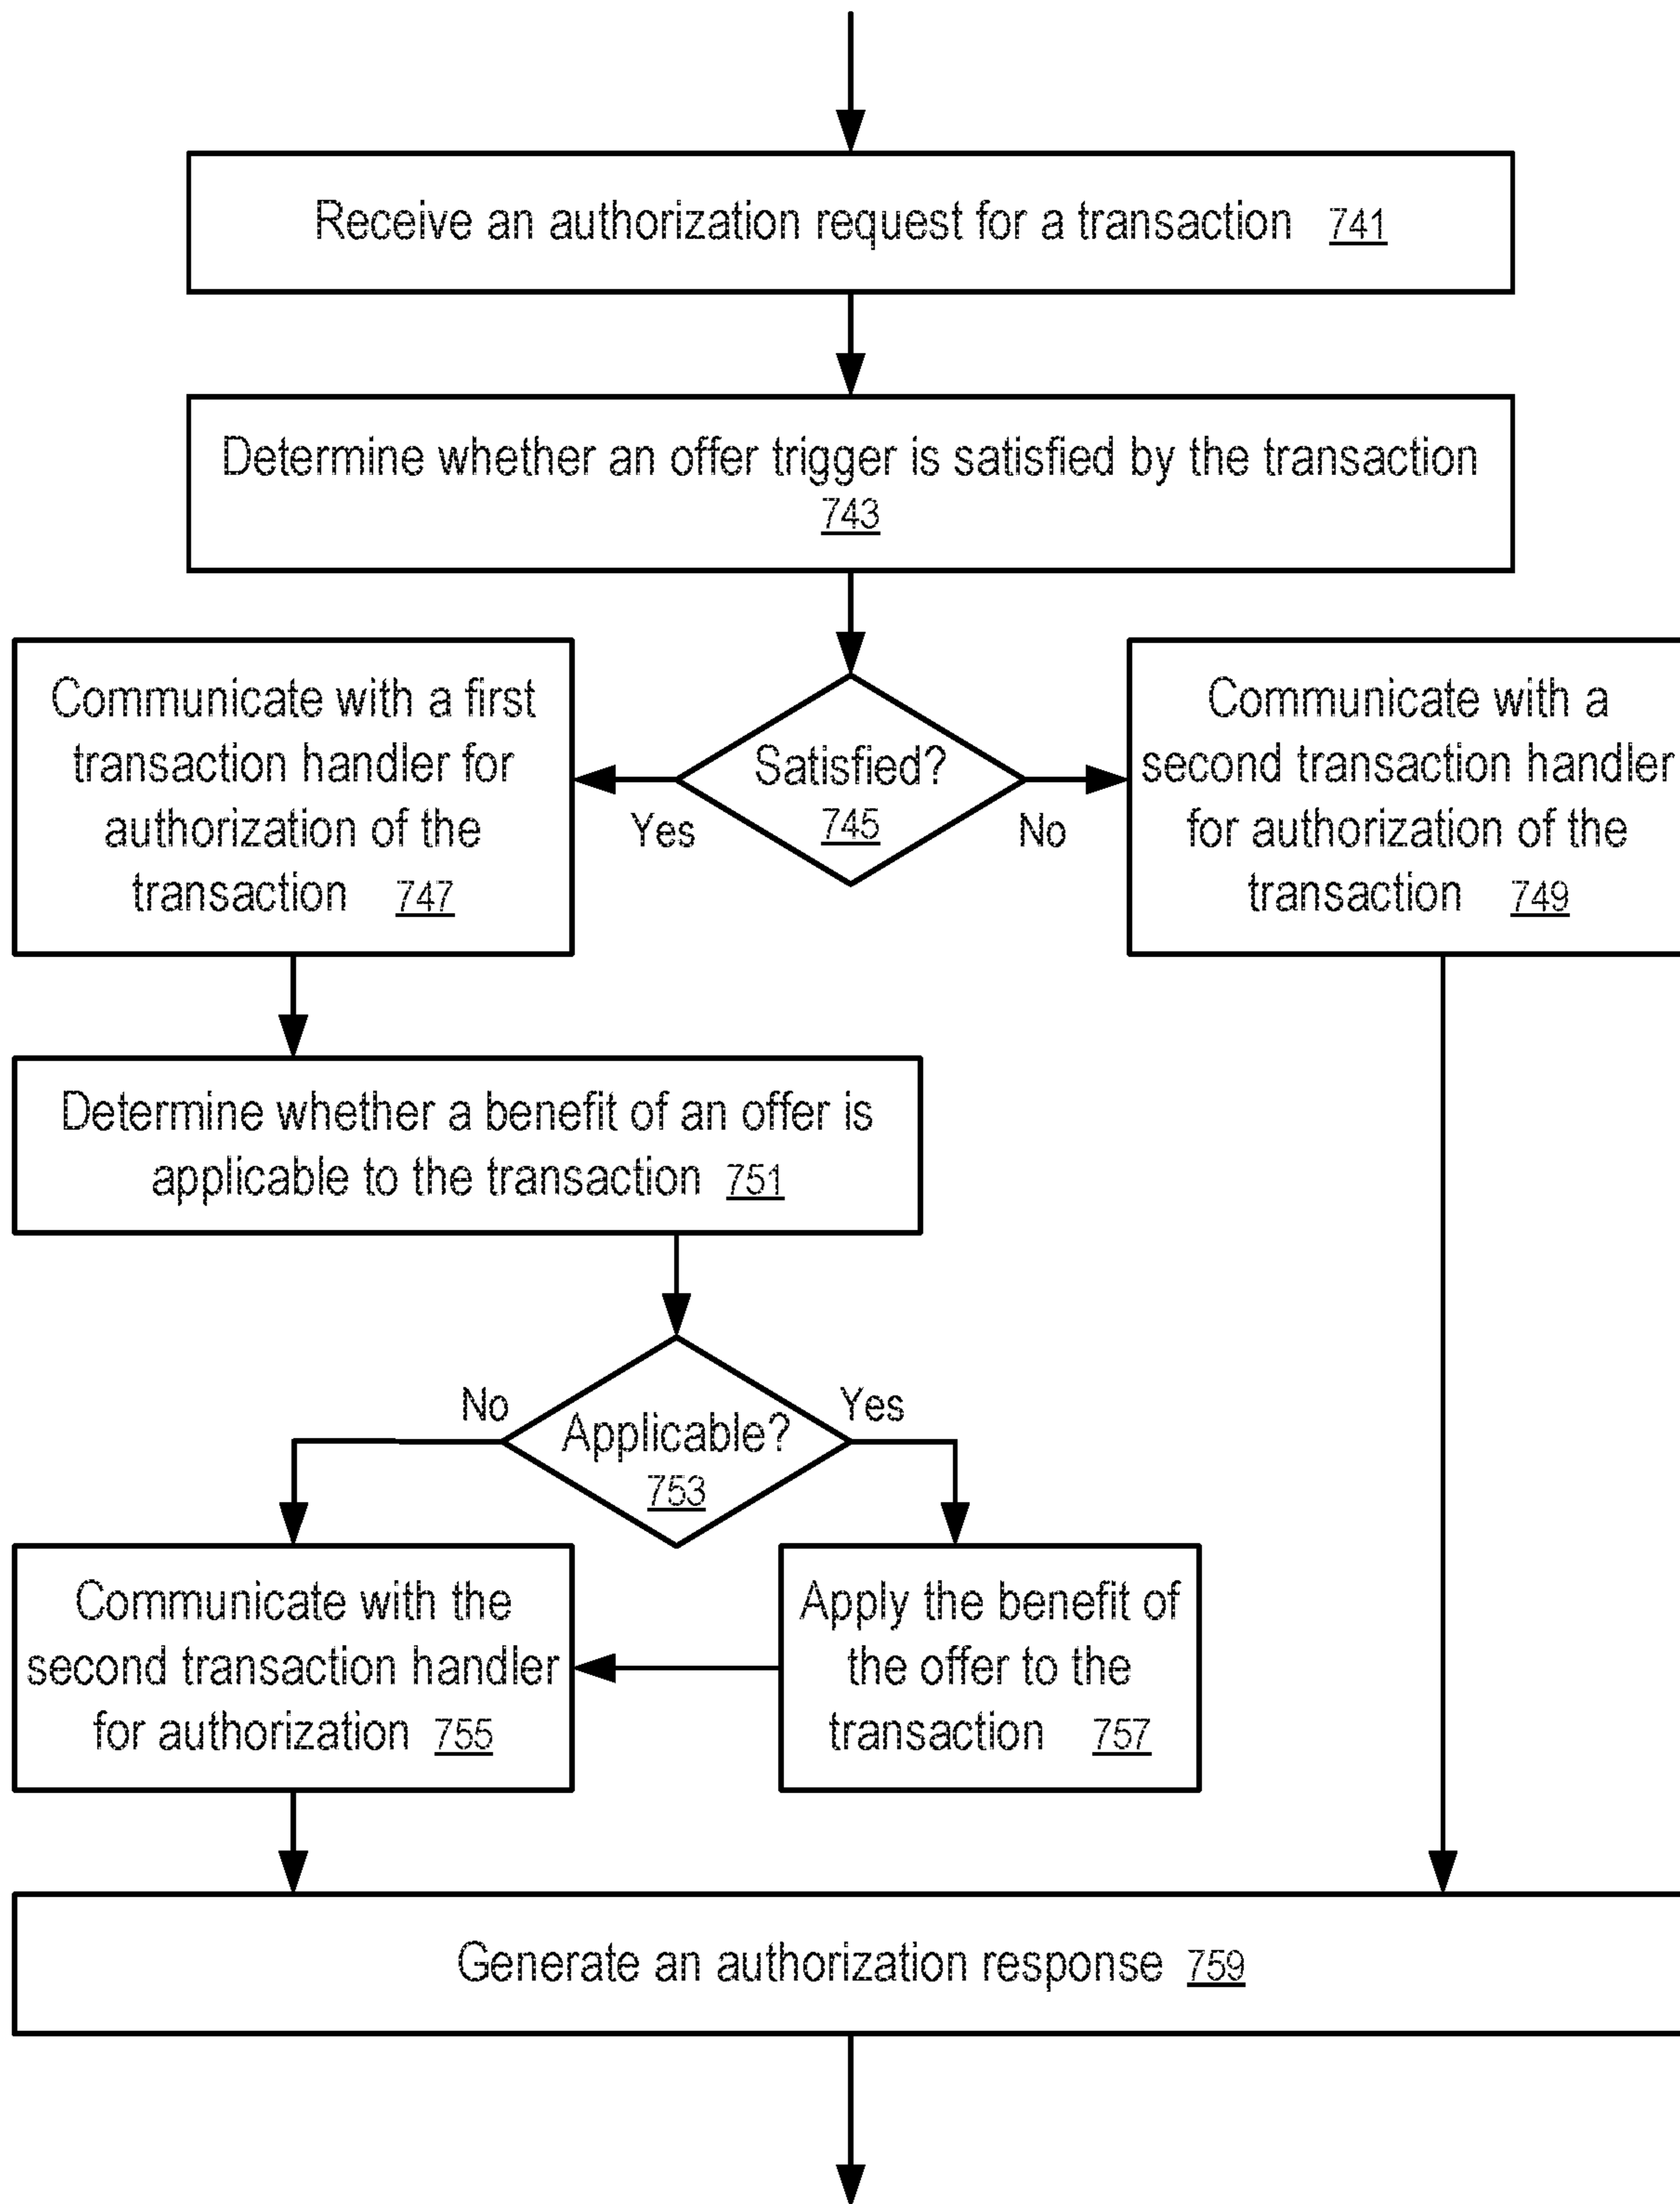 Receive an authorization request for a transaction 741
Determine whether an offer trigger is satisfied by the transaction
743
Communicate with a first
transaction handler for
authorization of the
transaction 747
Satisfied?
745
Yes
No
Communicate with a
second transaction handler
for authorization of the
transaction 749
Determine whether a benefit of an offer is
applicable to the transaction 751
No
Applicable?
753
Yes
Communicate with the
second transaction handler
for authorization 755
Apply the benefit of
the offer to the
transaction 757
Generate an authorization response 759